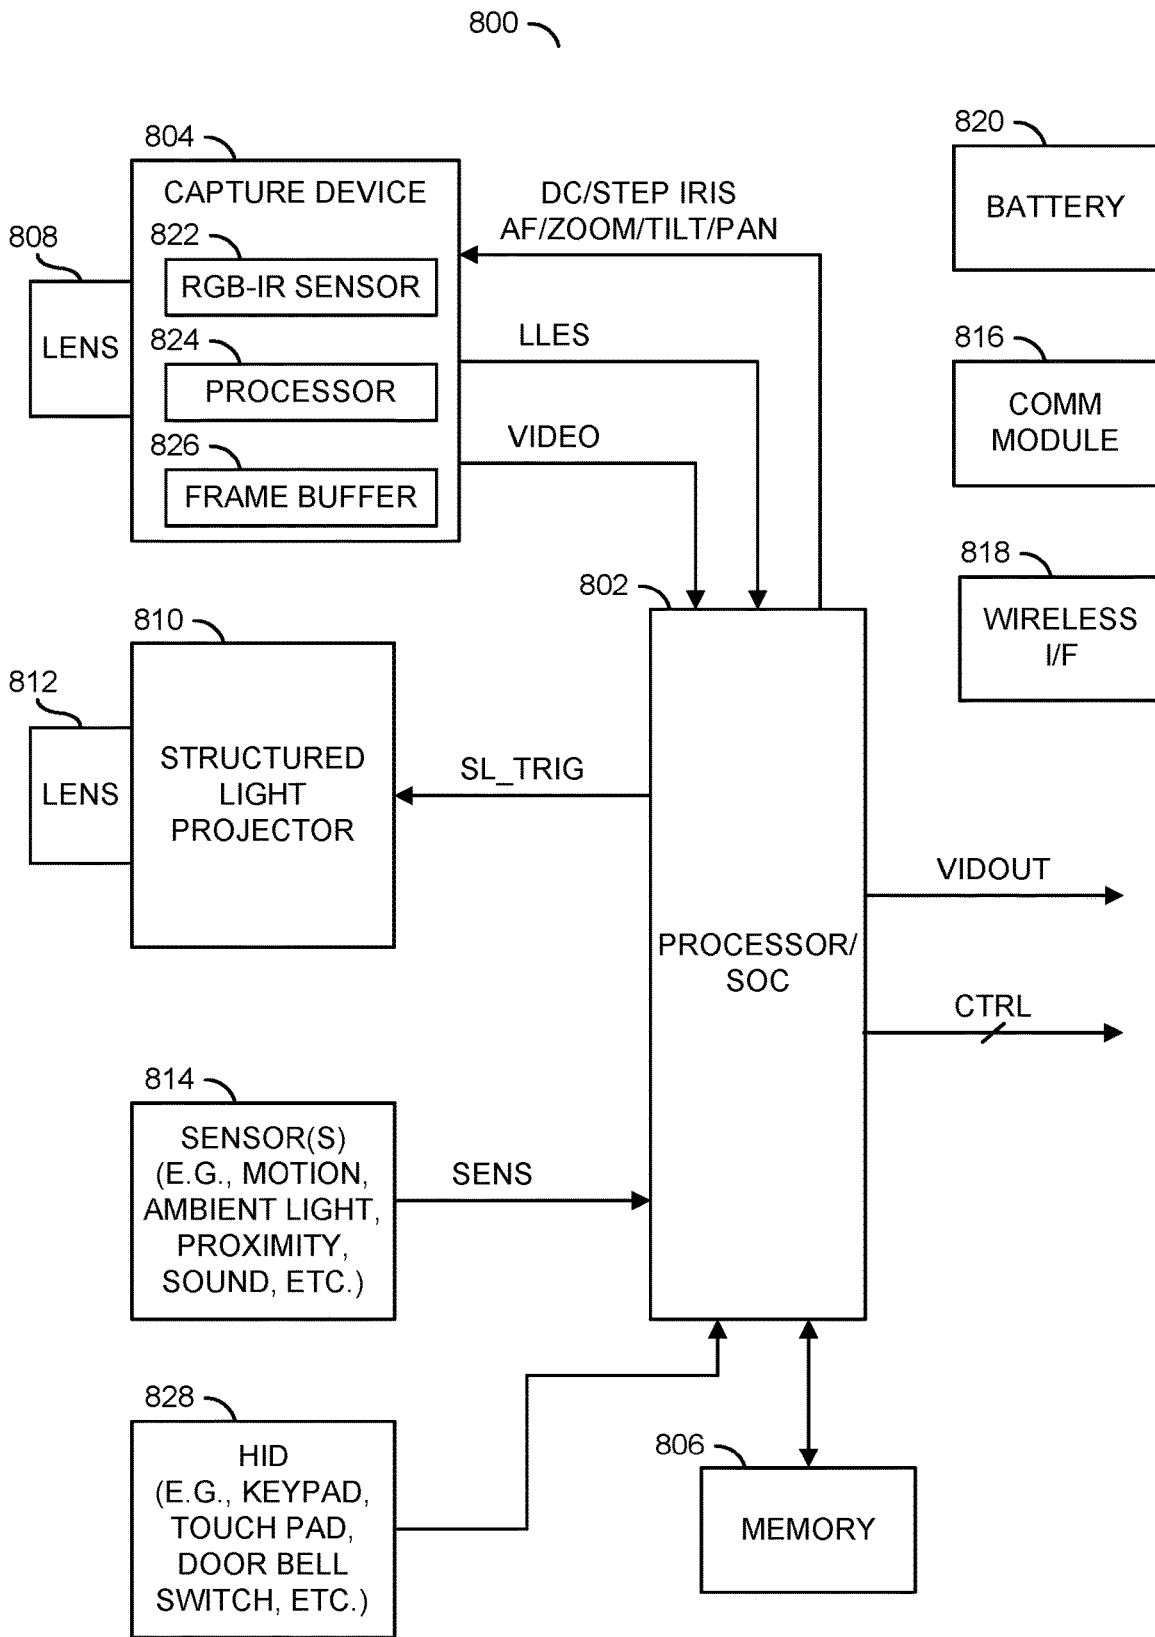 800
804
CAPTURE DEVICE
822
RGB-IR SENSOR
824
PROCESSOR
826
FRAME BUFFER
808
LENS
DC/STEP IRIS
AF/ZOOM/TILT/PAN
LLES
VIDEO
820
BATTERY
816
COMM
MODULE
818
WIRELESS
I/F
802
PROCESSOR/
SOC
810
STRUCTURED
LIGHT
PROJECTOR
812
LENS
SL_TRIG
VIDOUT
CTRL
814
SENSOR(S)
(E.G., MOTION,
AMBIENT LIGHT,
PROXIMITY,
SOUND, ETC.)
SENS
828
HID
(E.G., KEYPAD,
TOUCH PAD,
DOOR BELL
SWITCH, ETC.)
806
MEMORY